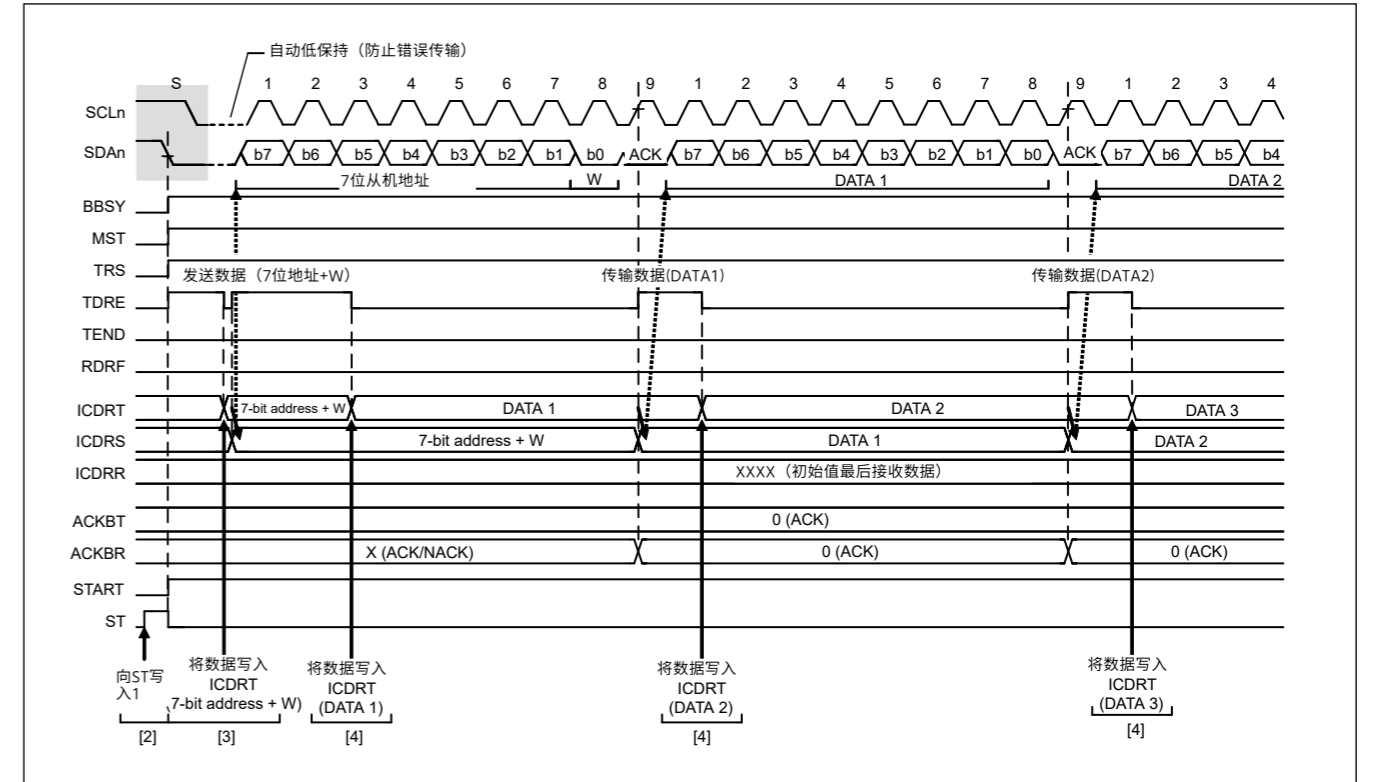 自动低保持（防止错误传输）
S 1 2 3 4 5 6 7 8 9 1 2 3 4 5 6 7 8 9 1 2 3 4
SCLn
SDAn b7 b6 b5 b4 b3 b2 b1 b0 ACK b7 b6 b5 b4 b3 b2 b1 b0 ACK b7 b6 b5 b4
7位从机地址 W DATA 1 DATA 2
BBSY
MST
TRS
发送数据（7位地址+W） 传输数据(DATA1) 传输数据(DATA2)
TDRE
TEND
RDRF
ICDRT 7-bit address + W DATA 1 DATA 2 DATA 3
ICDRS 7-bit address + W DATA 1 DATA 2
ICDRR XXXX（初始值最后接收数据）
ACKBT 0 (ACK)
ACKBR X (ACK/NACK) 0 (ACK) 0 (ACK)
START
ST
向ST写
入1
将数据写入
ICDRT
7-bit address + W)
将数据写入
ICDRT
(DATA 1)
将数据写入
ICDRT
(DATA 2)
将数据写入
ICDRT
(DATA 3)
[2] [3] [4] [4] [4]